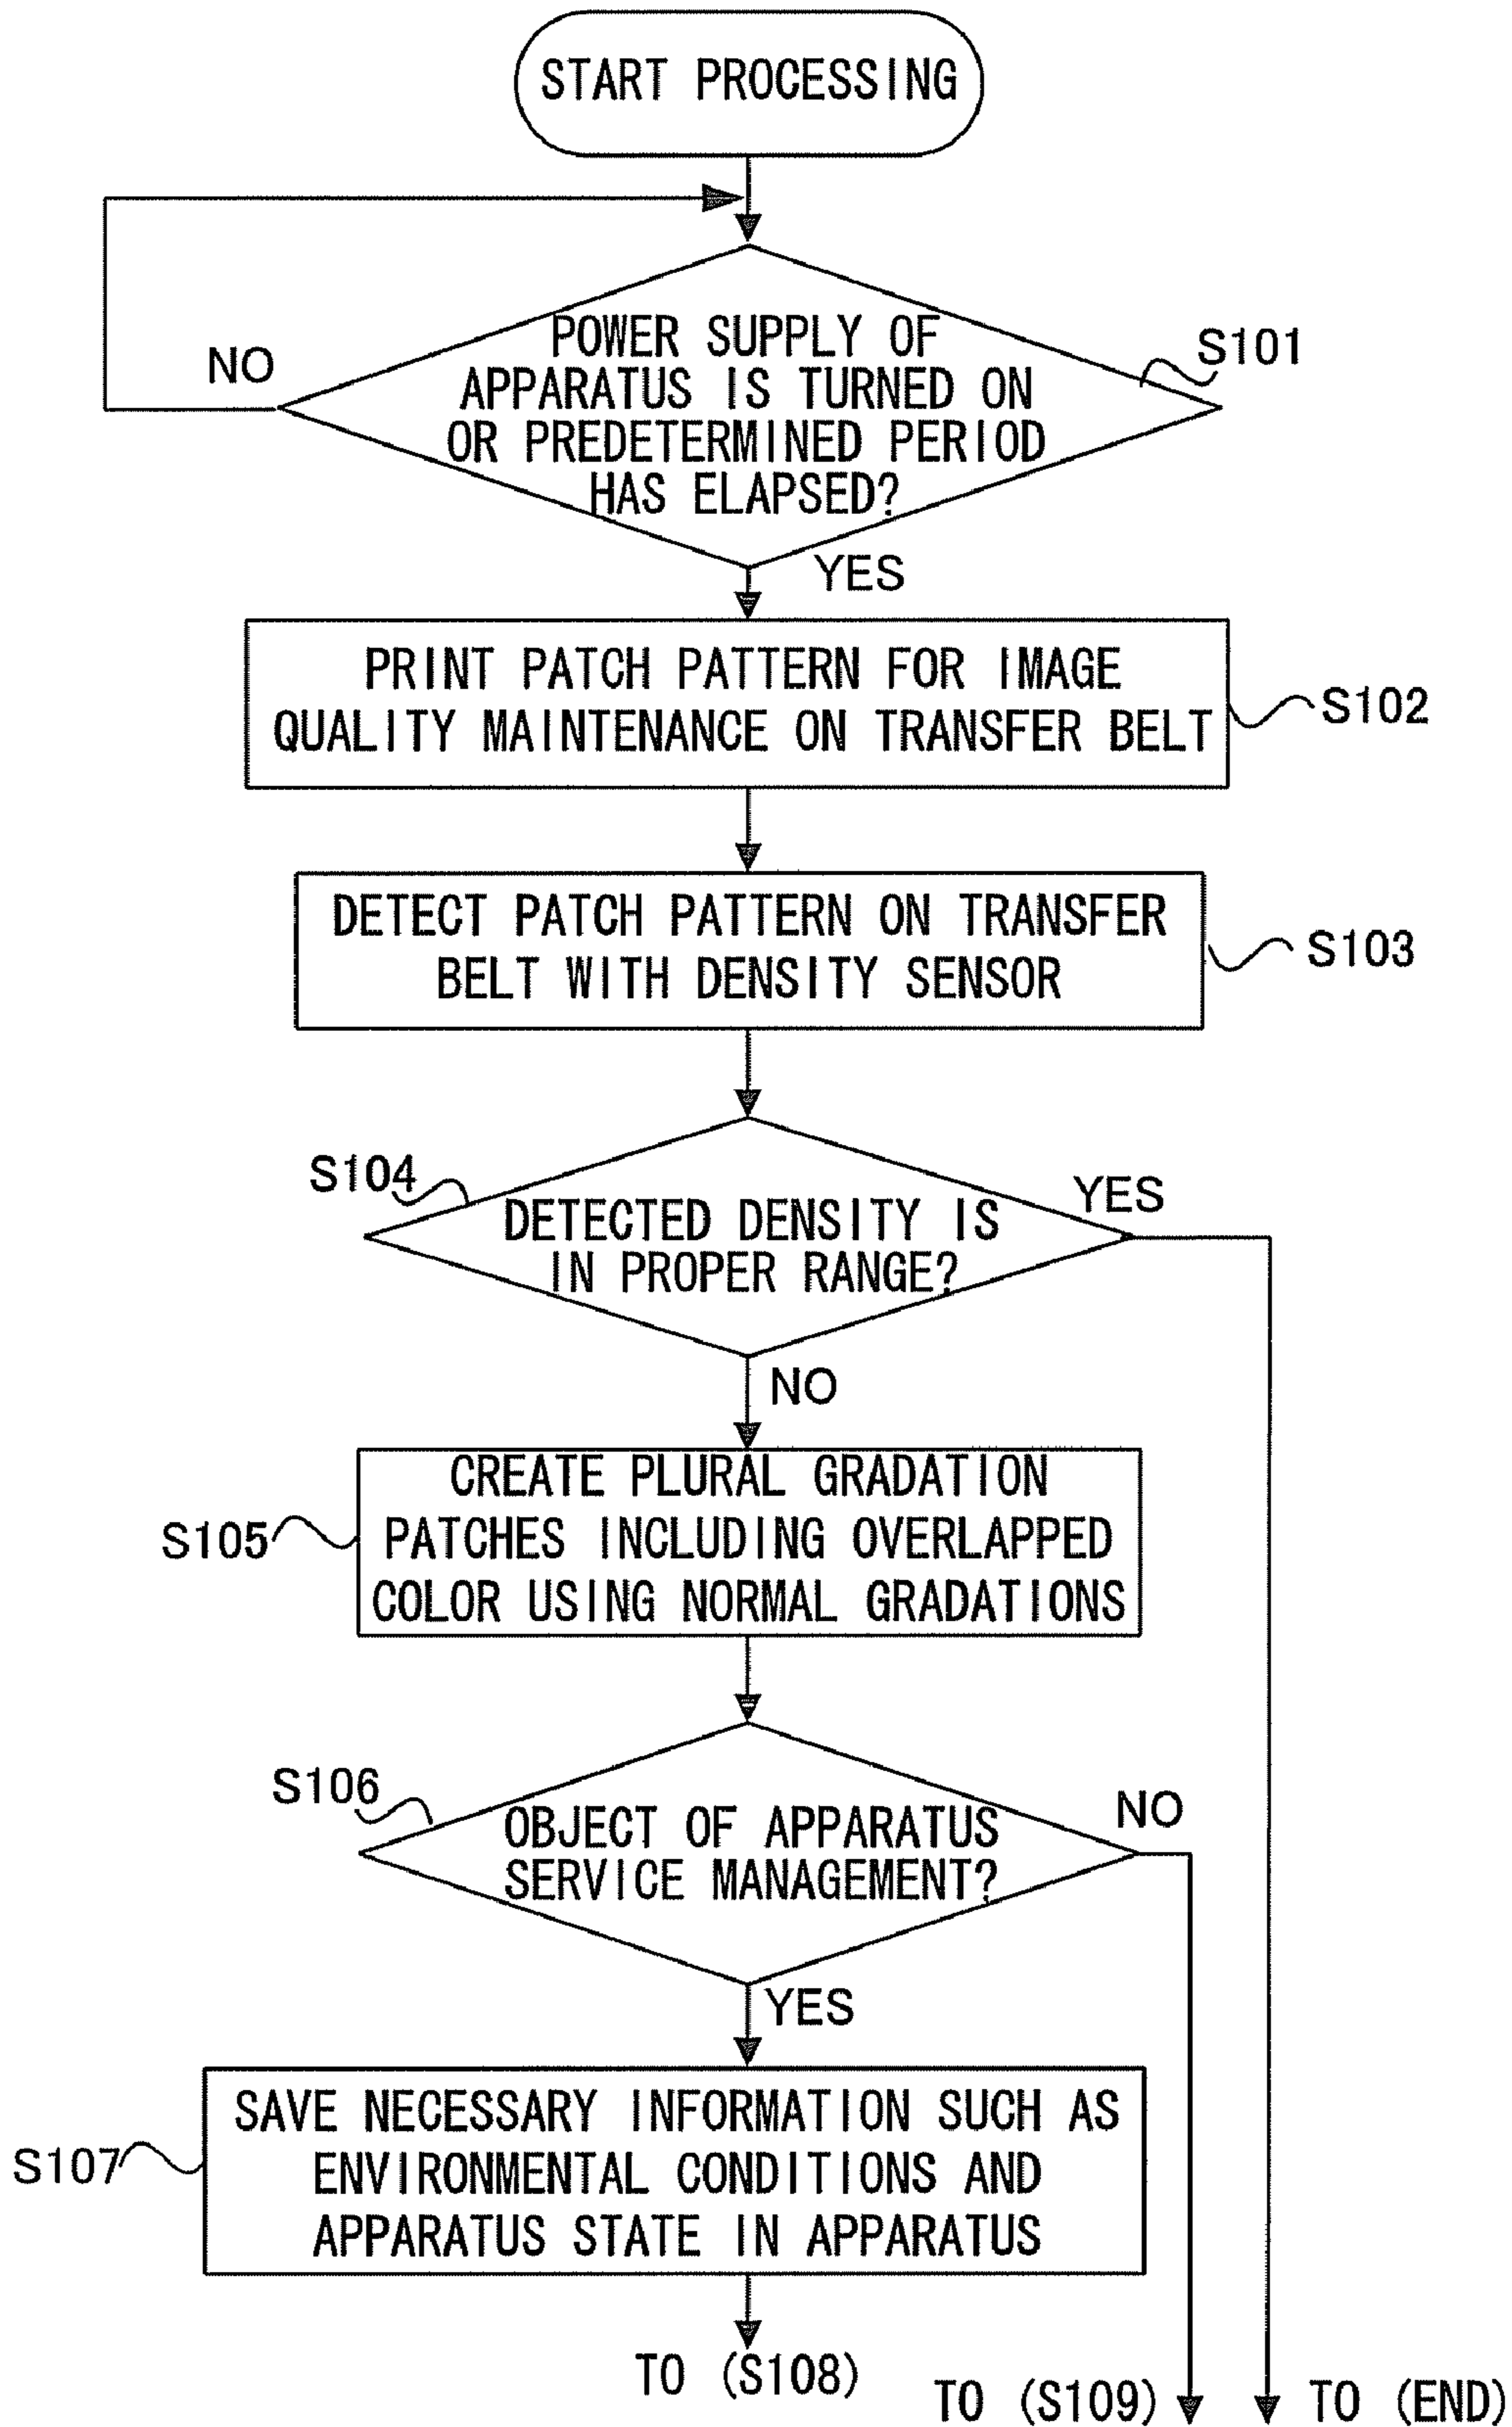 START PROCESSING
NO
POWER SUPPLY OF
APPARATUS IS TURNED ON
OR PREDETERMINED PERIOD
HAS ELAPSED?
S101
YES
PRINT PATCH PATTERN FOR IMAGE
QUALITY MAINTENANCE ON TRANSFER BELT
S102
DETECT PATCH PATTERN ON TRANSFER
BELT WITH DENSITY SENSOR
S103
S104
DETECTED DENSITY IS
IN PROPER RANGE?
YES
NO
CREATE PLURAL GRADATION
PATCHES INCLUDING OVERLAPPED
COLOR USING NORMAL GRADATIONS
S105
S106
OBJECT OF APPARATUS
SERVICE MANAGEMENT?
NO
YES
SAVE NECESSARY INFORMATION SUCH AS
ENVIRONMENTAL CONDITIONS AND
APPARATUS STATE IN APPARATUS
S107
TO (S108)
TO (S109)
TO (END)